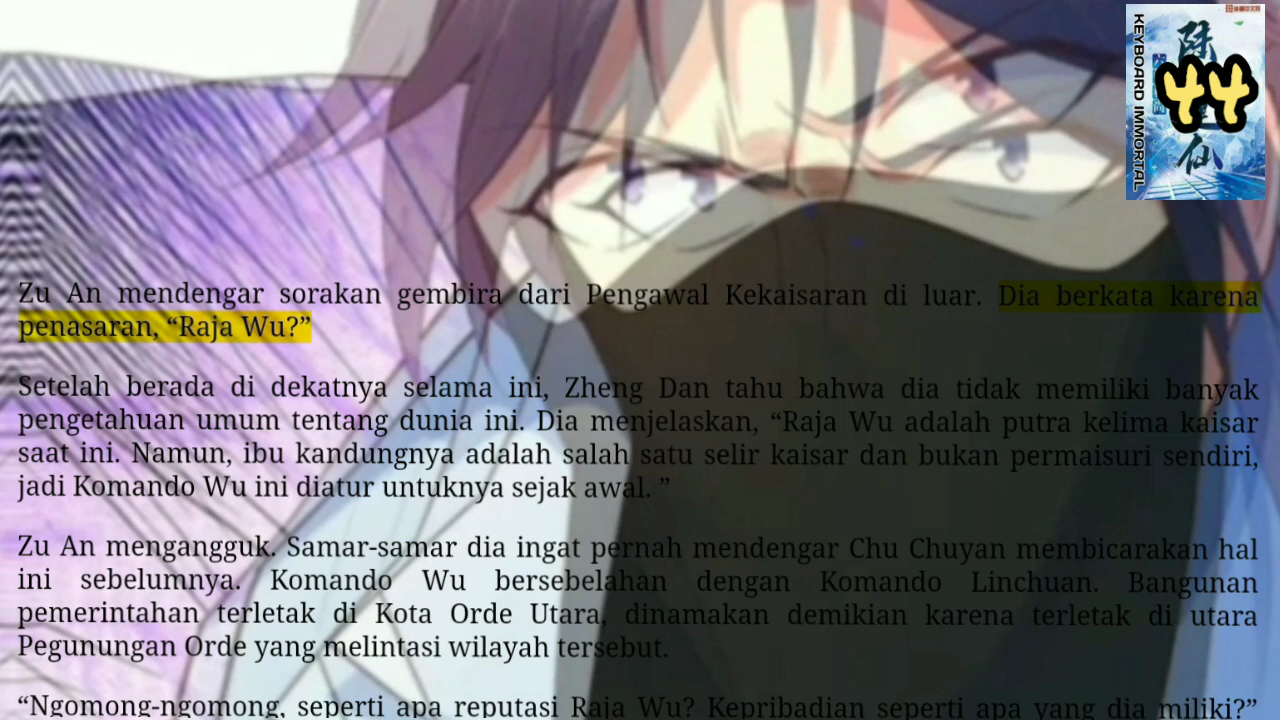 KEYBOARD IMMORTAL
44
仙
Zu An mendengar sorakan gembira dari Pengawal Kekaisaran di luar. Dia berkata karena
penasaran, “Raja Wu?”
Setelah berada di dekatnya selama ini, Zheng Dan tahu bahwa dia tidak memiliki banyak
pengetahuan umum tentang dunia ini. Dia menjelaskan, “Raja Wu adalah putra kelima kaisar
saat ini. Namun, ibu kandungnya adalah salah satu selir kaisar dan bukan permaisuri sendiri,
jadi Komando Wu ini diatur untuknya sejak awal. ”
Zu An mengangguk. Samar-samar dia ingat pernah mendengar Chu Chuyan membicarakan hal
ini sebelumnya. Komando Wu bersebelahan dengan Komando Linchuan. Bangunan
pemerintahan terletak di Kota Orde Utara, dinamakan demikian karena terletak di utara
Pegunungan Orde yang melintasi wilayah tersebut.
“Ngomong-ngomong, seperti apa reputasi Raja Wu? Kepribadian seperti apa yang dia miliki?”